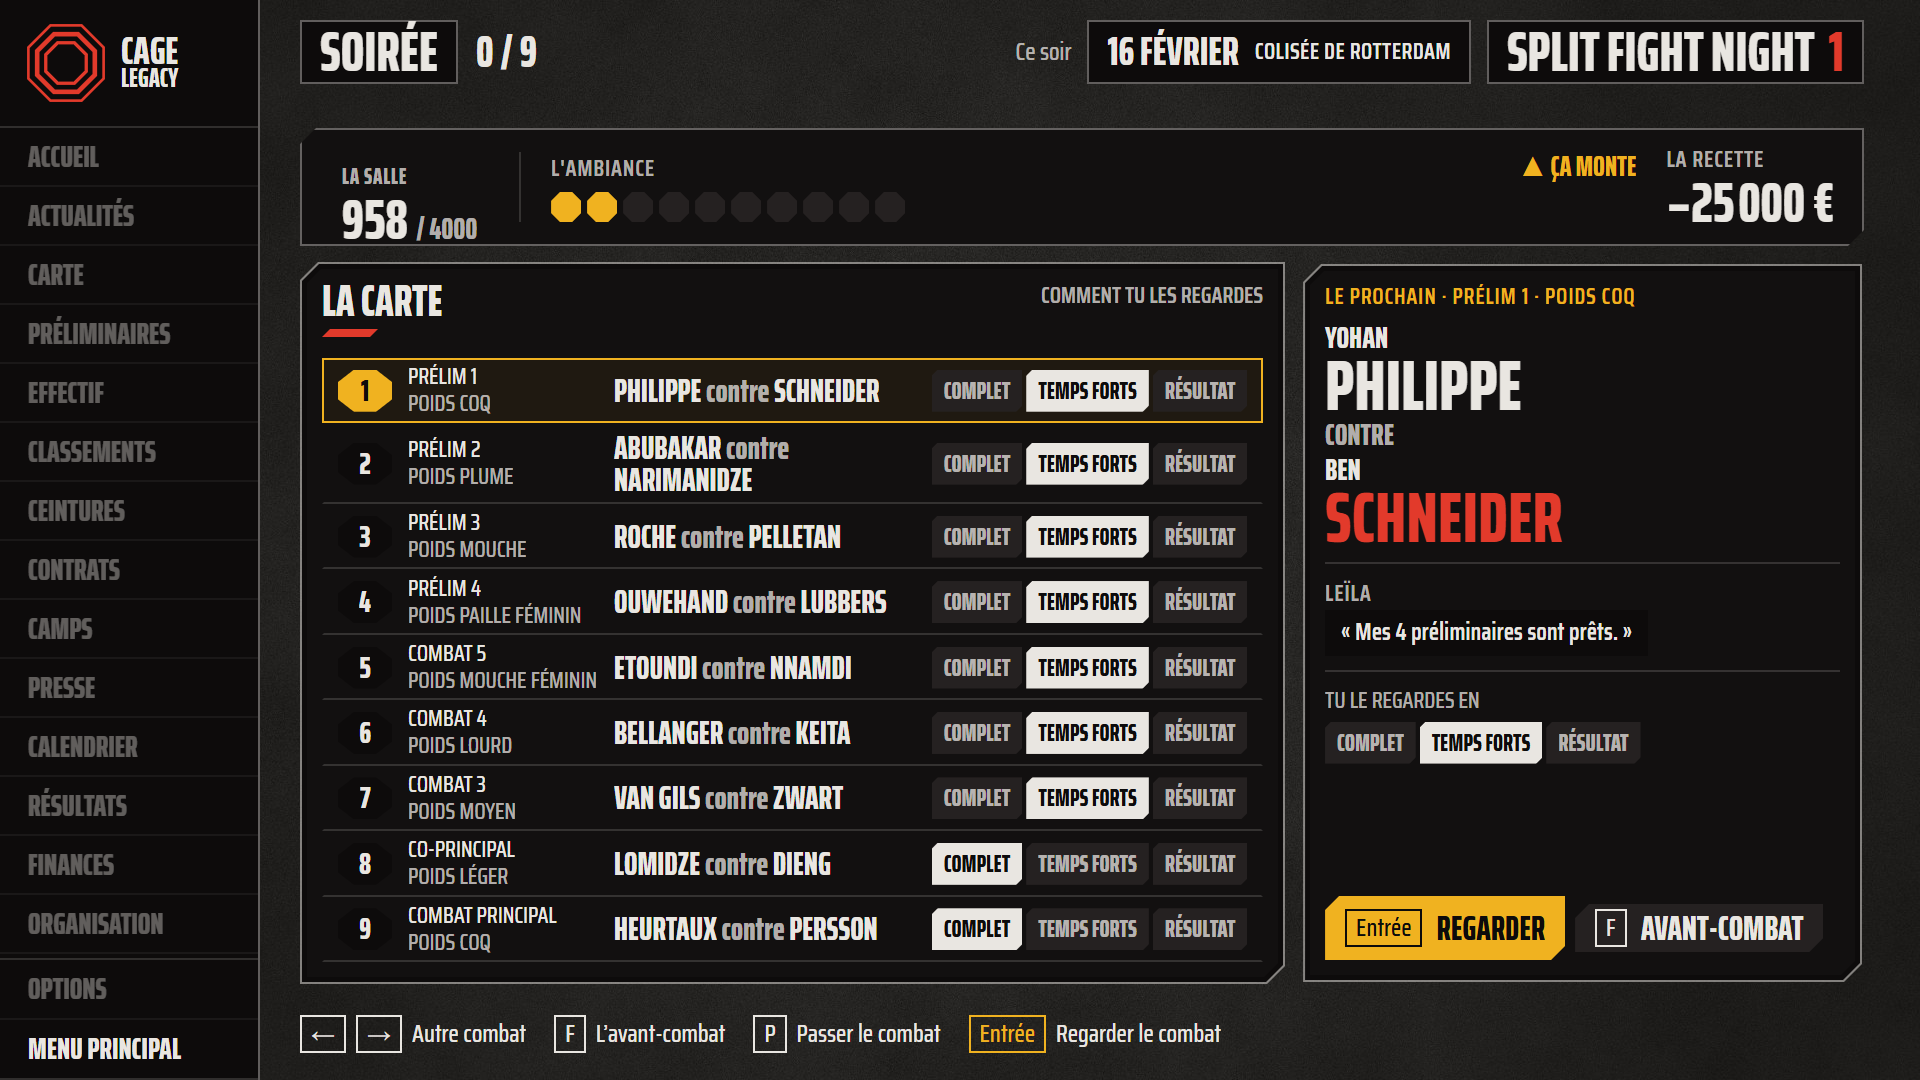 CAGE
LEGACY
ACCUEIL
ACTUALITÉS
CARTE
PRÉLIMINAIRES
EFFECTIF
CLASSEMENTS
CEINTURES
CONTRATS
CAMPS
PRESSE
CALENDRIER
RÉSULTATS
FINANCES
ORGANISATION
OPTIONS
MENU PRINCIPAL
SOIRÉE 0 / 9
Ce soir 16 FÉVRIER COLISÉE DE ROTTERDAM SPLIT FIGHT NIGHT 1
LA SALLE
958 / 4000
L'AMBIANCE
▲ ÇA MONTE
LA RECETTE
−25 000 €
LA CARTE
COMMENT TU LES REGARDES
1 PRÉLIM 1 POIDS COQ PHILIPPE contre SCHNEIDER COMPLET TEMPS FORTS RÉSULTAT
2 PRÉLIM 2 POIDS PLUME ABUBAKAR contre NARIMANIDZE COMPLET TEMPS FORTS RÉSULTAT
3 PRÉLIM 3 POIDS MOUCHE ROCHE contre PELLETAN COMPLET TEMPS FORTS RÉSULTAT
4 PRÉLIM 4 POIDS PAILLE FÉMININ OUWEHAND contre LUBBERS COMPLET TEMPS FORTS RÉSULTAT
5 COMBAT 5 POIDS MOUCHE FÉMININ ETOUNDI contre NNAMDI COMPLET TEMPS FORTS RÉSULTAT
6 COMBAT 4 POIDS LOURD BELLANGER contre KEITA COMPLET TEMPS FORTS RÉSULTAT
7 COMBAT 3 POIDS MOYEN VAN GILS contre ZWART COMPLET TEMPS FORTS RÉSULTAT
8 CO-PRINCIPAL POIDS LÉGER LOMIDZE contre DIENG COMPLET TEMPS FORTS RÉSULTAT
9 COMBAT PRINCIPAL POIDS COQ HEURTAUX contre PERSSON COMPLET TEMPS FORTS RÉSULTAT
LE PROCHAIN · PRÉLIM 1 · POIDS COQ
YOHAN
PHILIPPE
CONTRE
BEN
SCHNEIDER
LEÏLA
« Mes 4 préliminaires sont prêts. »
TU LE REGARDES EN
COMPLET TEMPS FORTS RÉSULTAT
Entrée REGARDER F AVANT-COMBAT
← → Autre combat F L'avant-combat P Passer le combat Entrée Regarder le combat